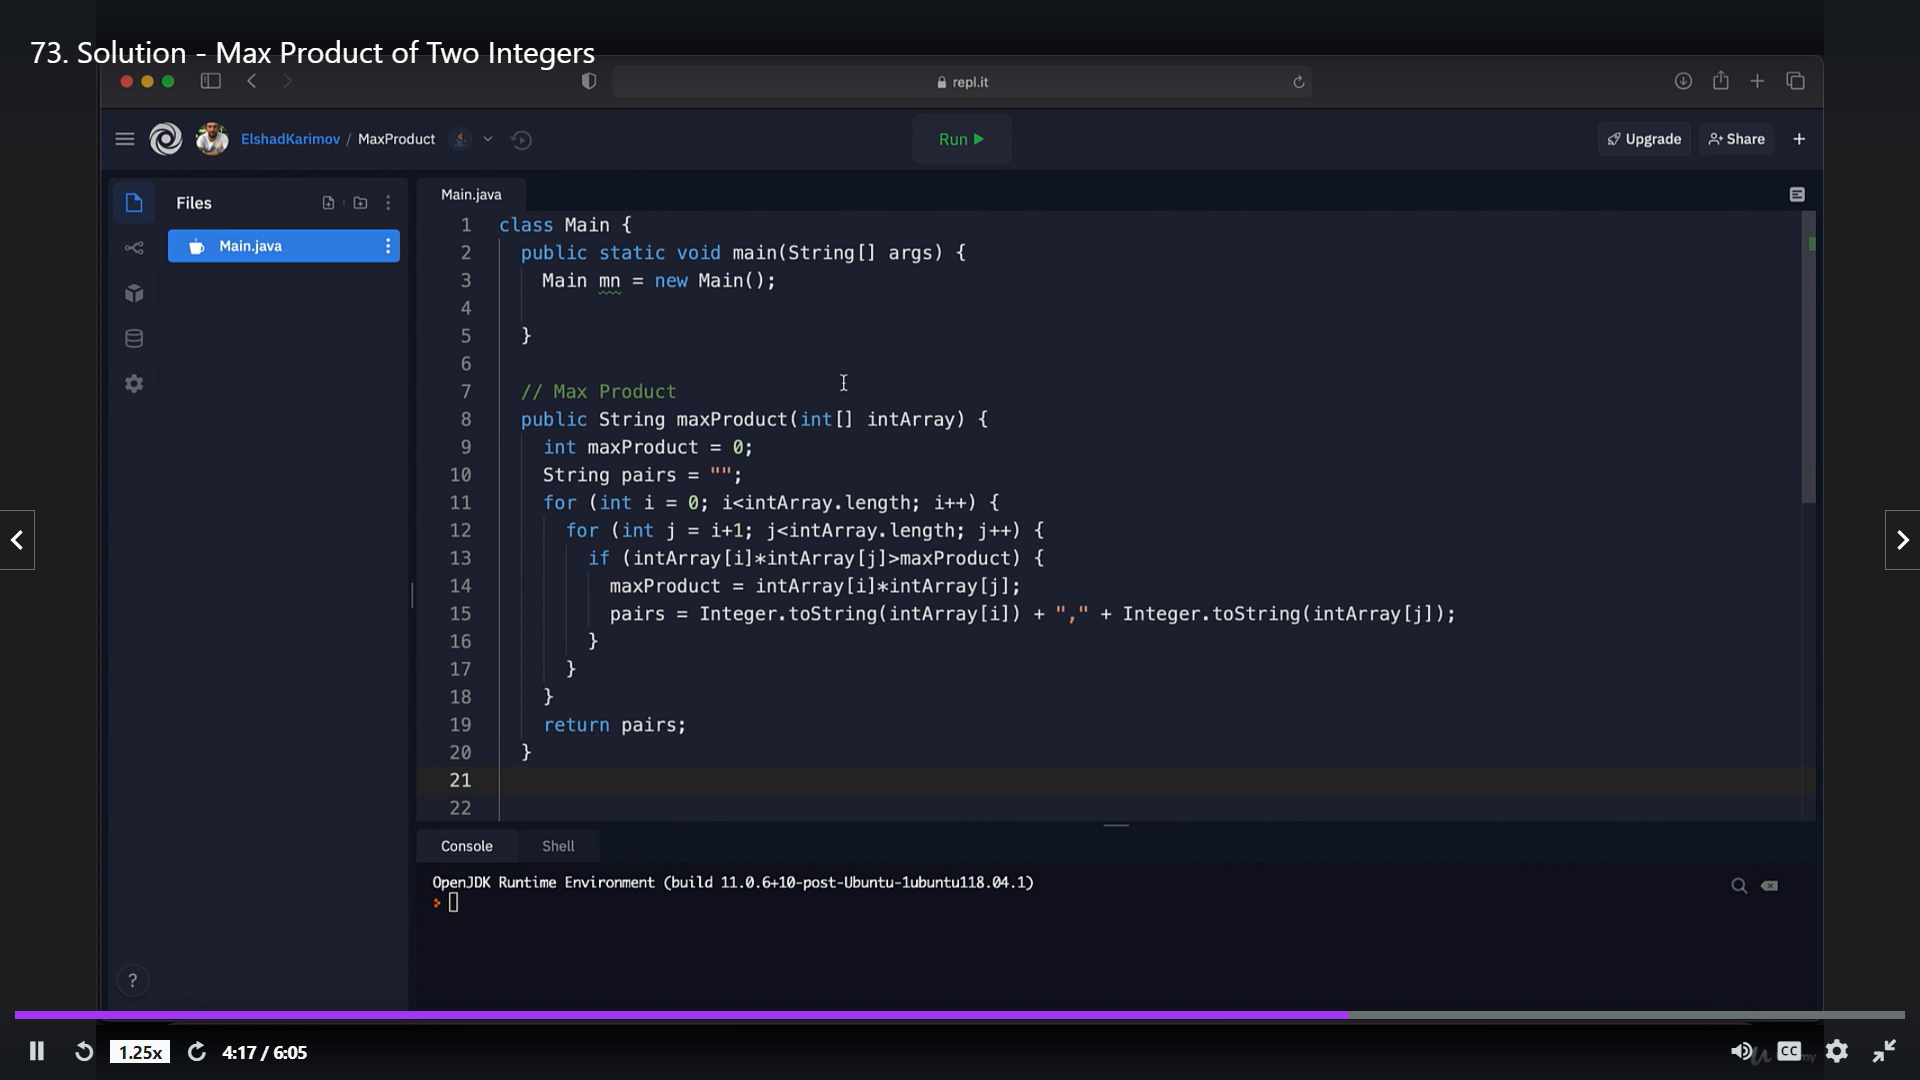 73. Solution - Max Product of Two Integers
repl.it
ElshadKarimov / MaxProduct
Run
Upgrade
Share
Files
Main.java
Main.java
1 class Main {
2 public static void main(String[] args) {
3 Main mn = new Main();
4
5 }
6
7 // Max Product
8 public String maxProduct(int[] intArray) {
9 int maxProduct = 0;
10 String pairs = "";
11 for (int i = 0; i<intArray.length; i++) {
12 for (int j = i+1; j<intArray.length; j++) {
13 if (intArray[i]*intArray[j]>maxProduct) {
14 maxProduct = intArray[i]*intArray[j];
15 pairs = Integer.toString(intArray[i]) + "," + Integer.toString(intArray[j]);
16 }
17 }
18 }
19 return pairs;
20 }
21
22
Console
Shell
OpenJDK Runtime Environment (build 11.0.6+10-post-Ubuntu-1ubuntu118.04.1)
?
1.25x
4:17 / 6:05
CC